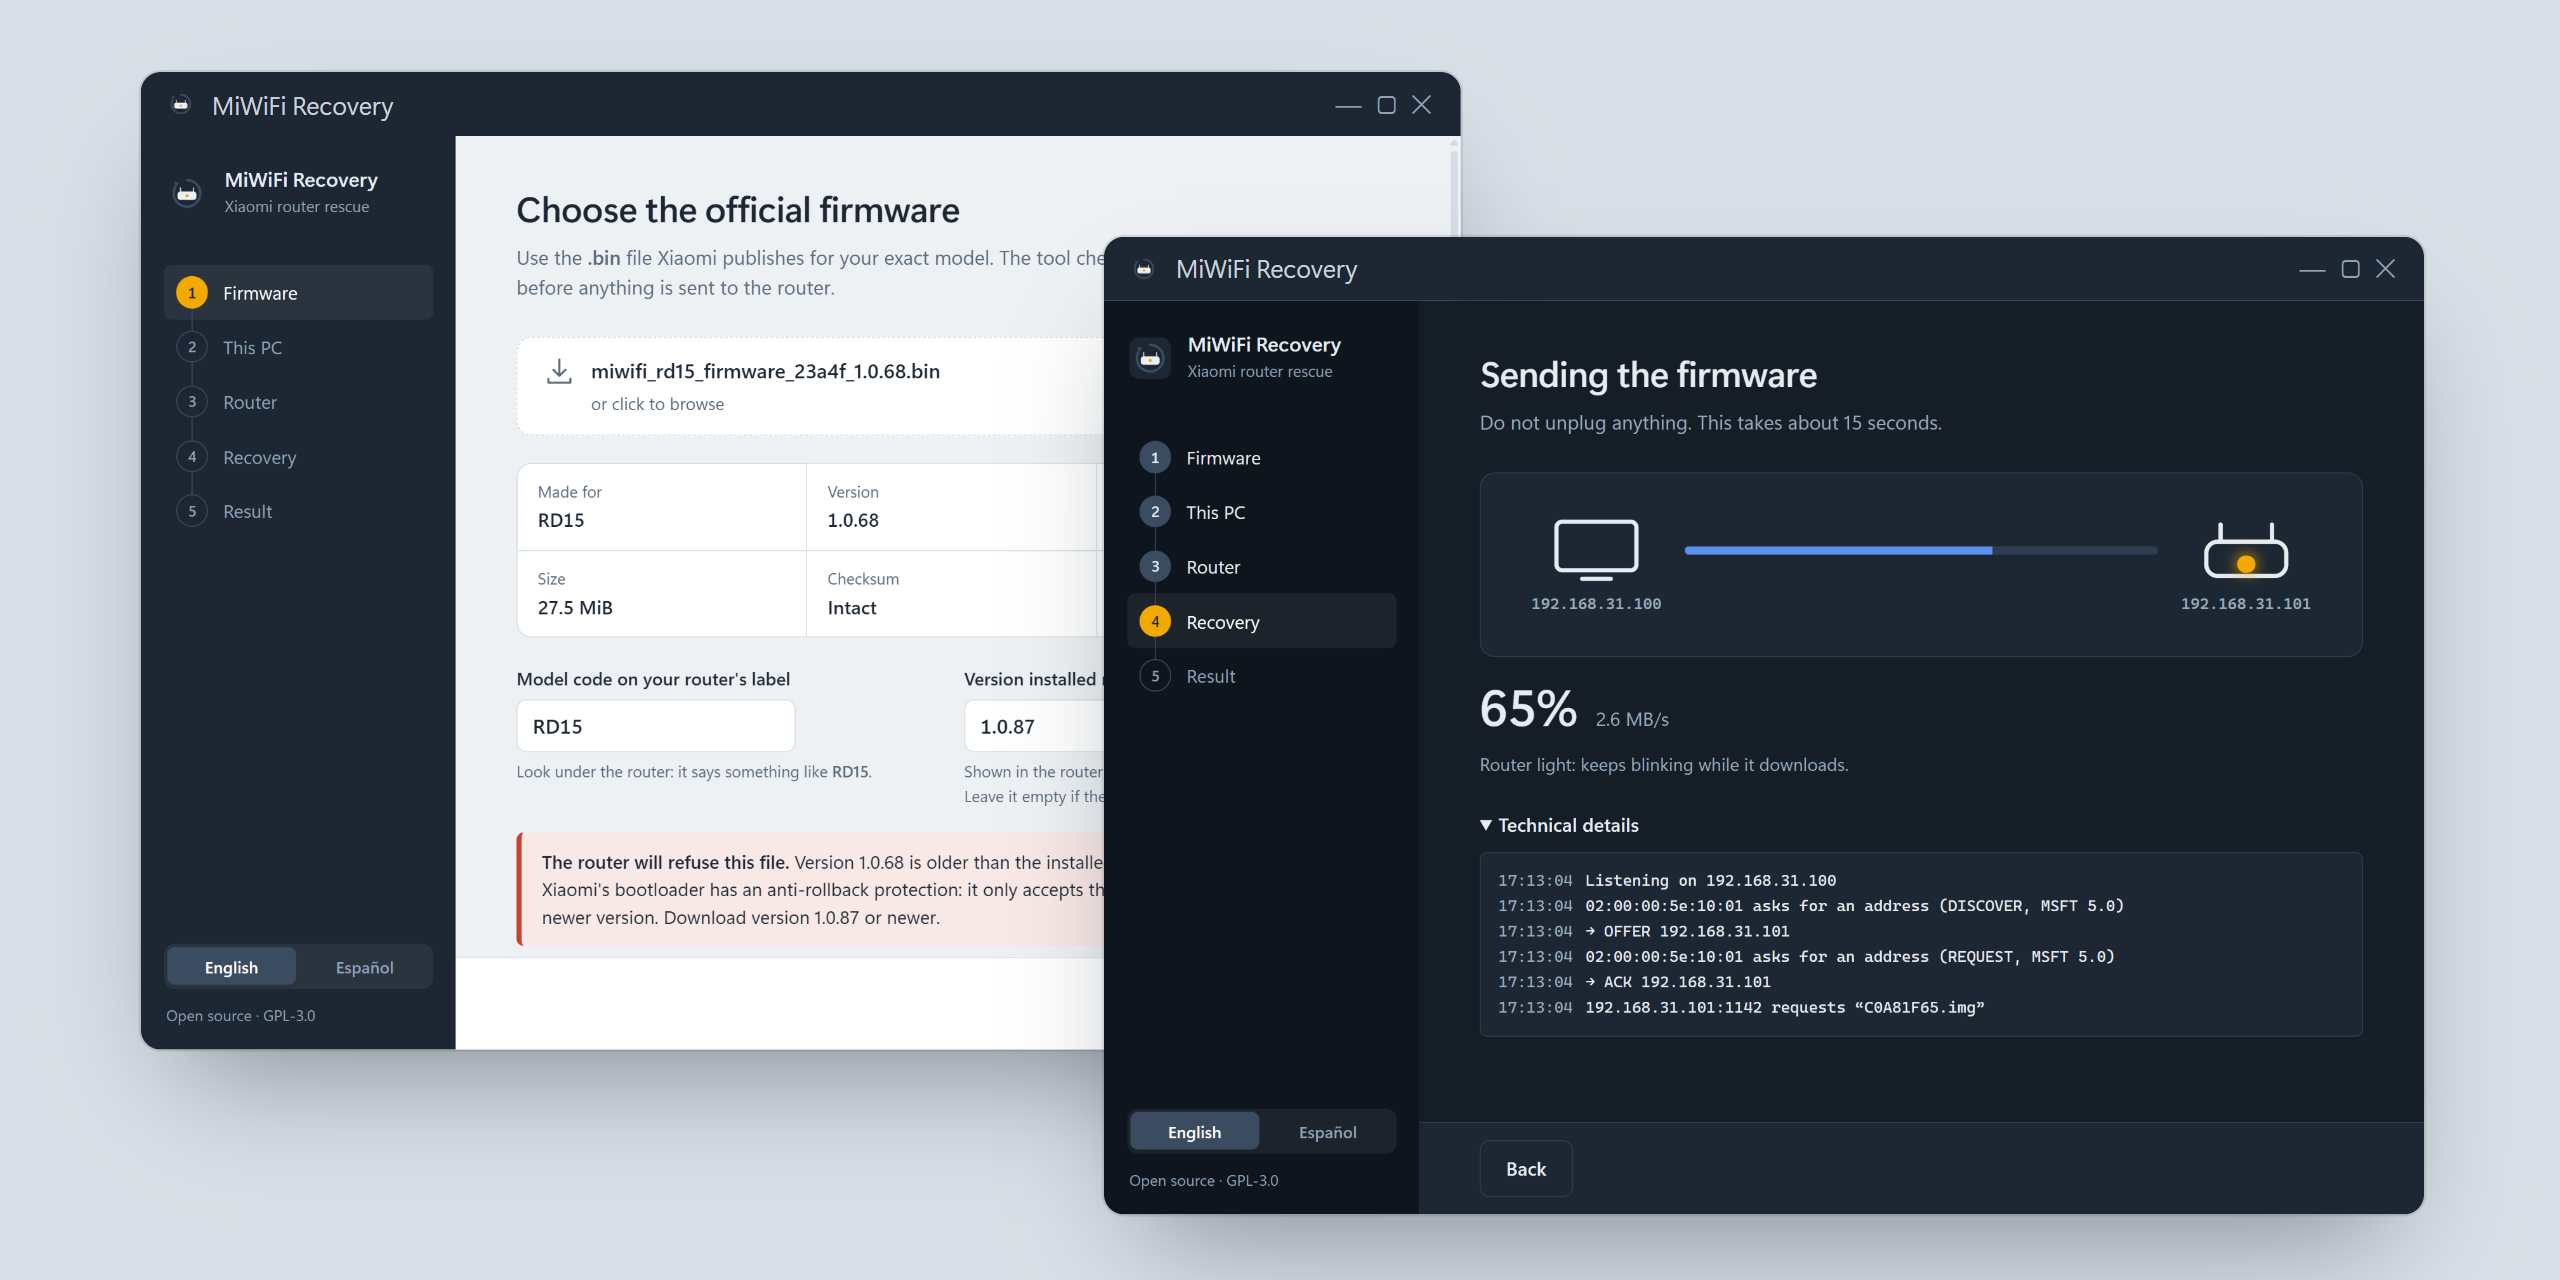 MiWiFi Recovery
MiWiFi Recovery
Xiaomi router rescue
1 Firmware
2 This PC
3 Router
4 Recovery
5 Result
English Español
Open source · GPL-3.0
Choose the official firmware
Use the .bin file Xiaomi publishes for your exact model. The tool
before anything is sent to the router.
miwifi_rd15_firmware_23a4f_1.0.68.bin
or click to browse
Made for
RD15
Version
1.0.68
Size
27.5 MiB
Checksum
Intact
Model code on your router's label
RD15
Look under the router: it says something like RD15.
Version installed
1.0.87
Shown in the router
Leave it empty if
The router will refuse this file. Version 1.0.68 is older than the
Xiaomi's bootloader has an anti-rollback protection: it only accepts
newer version. Download version 1.0.87 or newer.
MiWiFi Recovery
MiWiFi Recovery
Xiaomi router rescue
1 Firmware
2 This PC
3 Router
4 Recovery
5 Result
English Español
Open source · GPL-3.0
Sending the firmware
Do not unplug anything. This takes about 15 seconds.
192.168.31.100
192.168.31.101
65% 2.6 MB/s
Router light: keeps blinking while it downloads.
▼ Technical details
17:13:04 Listening on 192.168.31.100
17:13:04 02:00:00:5e:10:01 asks for an address (DISCOVER, MSFT 5.0)
17:13:04 → OFFER 192.168.31.101
17:13:04 02:00:00:5e:10:01 asks for an address (REQUEST, MSFT 5.0)
17:13:04 → ACK 192.168.31.101
17:13:04 192.168.31.101:1142 requests “C0A81F65.img”
Back